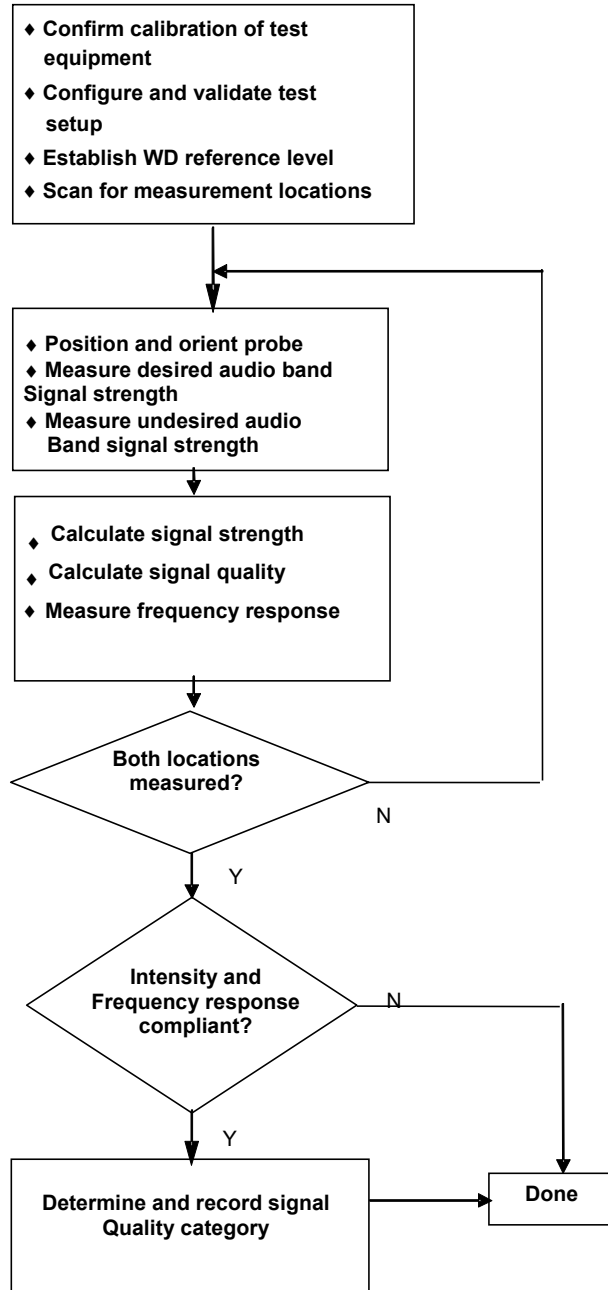 ♦ Confirm calibration of test
equipment
♦ Configure and validate test
setup
♦ Establish WD reference level
♦ Scan for measurement locations
♦ Position and orient probe
♦ Measure desired audio band
Signal strength
♦ Measure undesired audio
Band signal strength
♦ Calculate signal strength
♦ Calculate signal quality
♦ Measure frequency response
Both locations
measured?
N
Y
Intensity and
Frequency response
compliant?
N
Y
Determine and record signal
Quality category
Done